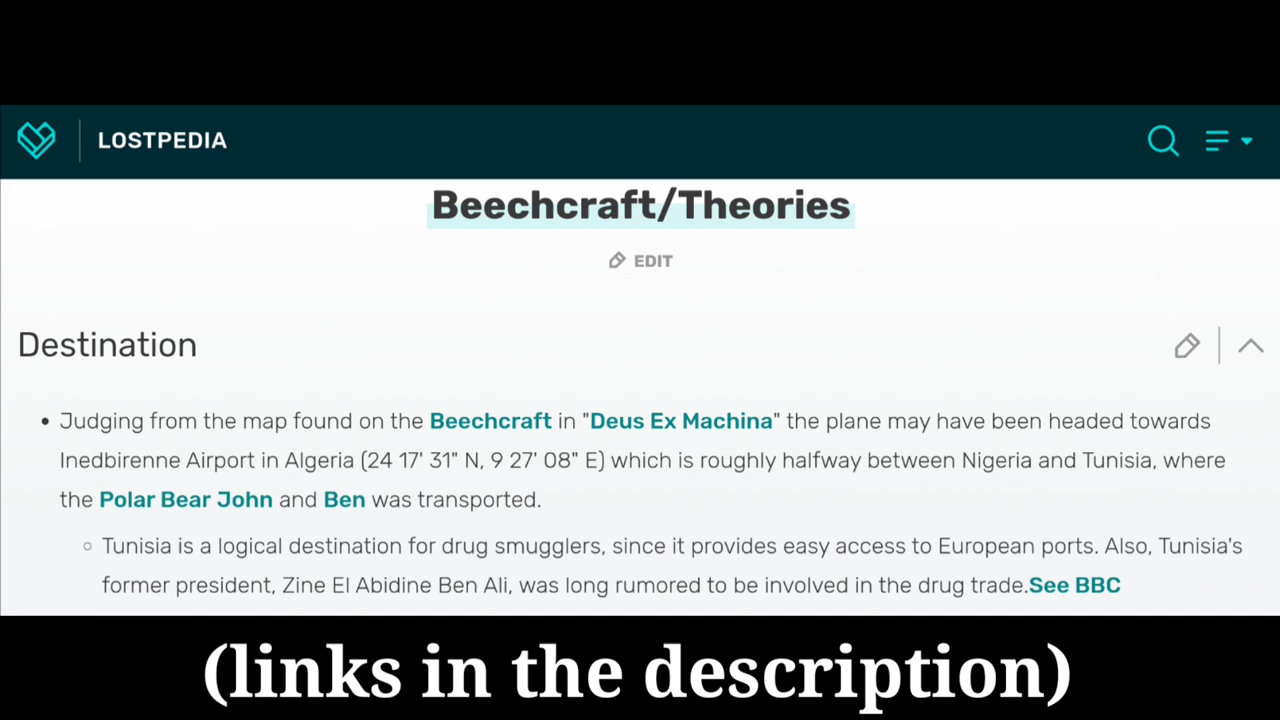 LOSTPEDIA
Beechcraft/Theories
EDIT
Destination
• Judging from the map found on the Beechcraft in "Deus Ex Machina" the plane may have been headed towards
Inedbirenne Airport in Algeria (24 17' 31" N, 9 27' 08" E) which is roughly halfway between Nigeria and Tunisia, where
the Polar Bear John and Ben was transported.
○ Tunisia is a logical destination for drug smugglers, since it provides easy access to European ports. Also, Tunisia's
former president, Zine El Abidine Ben Ali, was long rumored to be involved in the drug trade.See BBC
(links in the description)